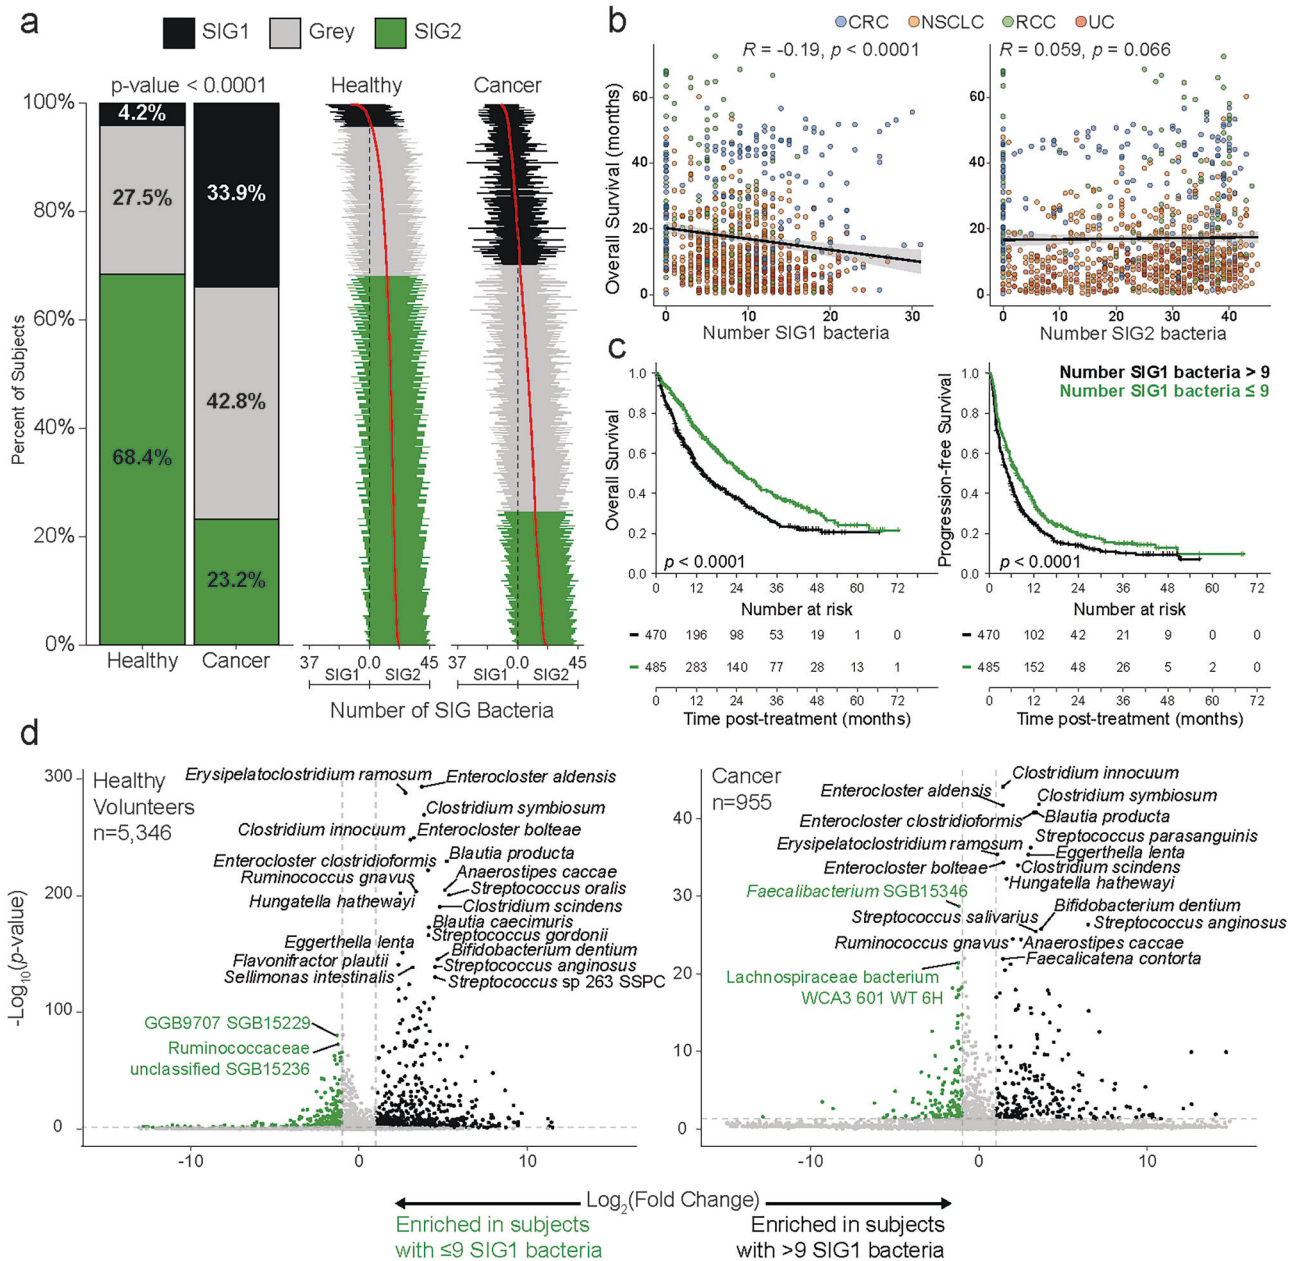 a
SIG1 Grey SIG2
p-value < 0.0001
Healthy
Cancer
100%
80%
60%
40%
20%
0%
Percent of Subjects
4.2%
27.5%
68.4%
33.9%
42.8%
23.2%
Healthy Cancer
37 0.0 45
SIG1 SIG2
37 0.0 45
SIG1 SIG2
Number of SIG Bacteria
b
CRC NSCLC RCC UC
R = -0.19, p < 0.0001
R = 0.059, p = 0.066
Overall Survival (months)
60
40
20
0
0 10 20 30
Number SIG1 bacteria
60
40
20
0
0 10 20 30 40
Number SIG2 bacteria
c
Overall Survival
1.0
0.8
0.6
0.4
0.2
0.0
p < 0.0001
0 12 24 36 48 60 72
Number at risk
470 196 98 53 19 1 0
485 283 140 77 28 13 1
0 12 24 36 48 60 72
Time post-treatment (months)
Progression-free Survival
1.0
0.8
0.6
0.4
0.2
0.0
Number SIG1 bacteria > 9
Number SIG1 bacteria ≤ 9
p < 0.0001
0 12 24 36 48 60 72
Number at risk
470 102 42 21 9 0 0
485 152 48 26 5 2 0
0 12 24 36 48 60 72
Time post-treatment (months)
d
-Log10(p-value)
300
200
100
0
Healthy
Volunteers
n=5,346
Erysipelatoclostridium ramosum
Enterocloster aldensis
Clostridium symbiosum
Clostridium innocuum
Enterocloster bolteae
Enterocloster clostridioformis
Blautia producta
Ruminococcus gnavus
Anaerostipes caccae
Streptococcus oralis
Hungatella hathewayi
Clostridium scindens
Blautia caecimuris
Streptococcus gordonii
Eggerthella lenta
Bifidobacterium dentium
Flavonifractor plautii
Streptococcus anginosus
Sellimonas intestinalis
Streptococcus sp 263 SSPC
GGB9707 SGB15229
Ruminococcaceae
unclassified SGB15236
-10 0 10
Cancer
n=955
40
30
20
10
0
Clostridium innocuum
Enterocloster aldensis
Clostridium symbiosum
Enterocloster clostridioformis
Blautia producta
Streptococcus parasanguinis
Erysipelatoclostridium ramosum
Eggerthella lenta
Enterocloster bolteae
Clostridium scindens
Hungatella hathewayi
Faecalibacterium SGB15346
Bifidobacterium dentium
Streptococcus salivarius
Streptococcus anginosus
Ruminococcus gnavus
Anaerostipes caccae
Faecalicatena contorta
Lachnospiraceae bacterium
WCA3 601 WT 6H
-10 0 10
Log2(Fold Change)
Enriched in subjects
with ≤9 SIG1 bacteria
Enriched in subjects
with >9 SIG1 bacteria